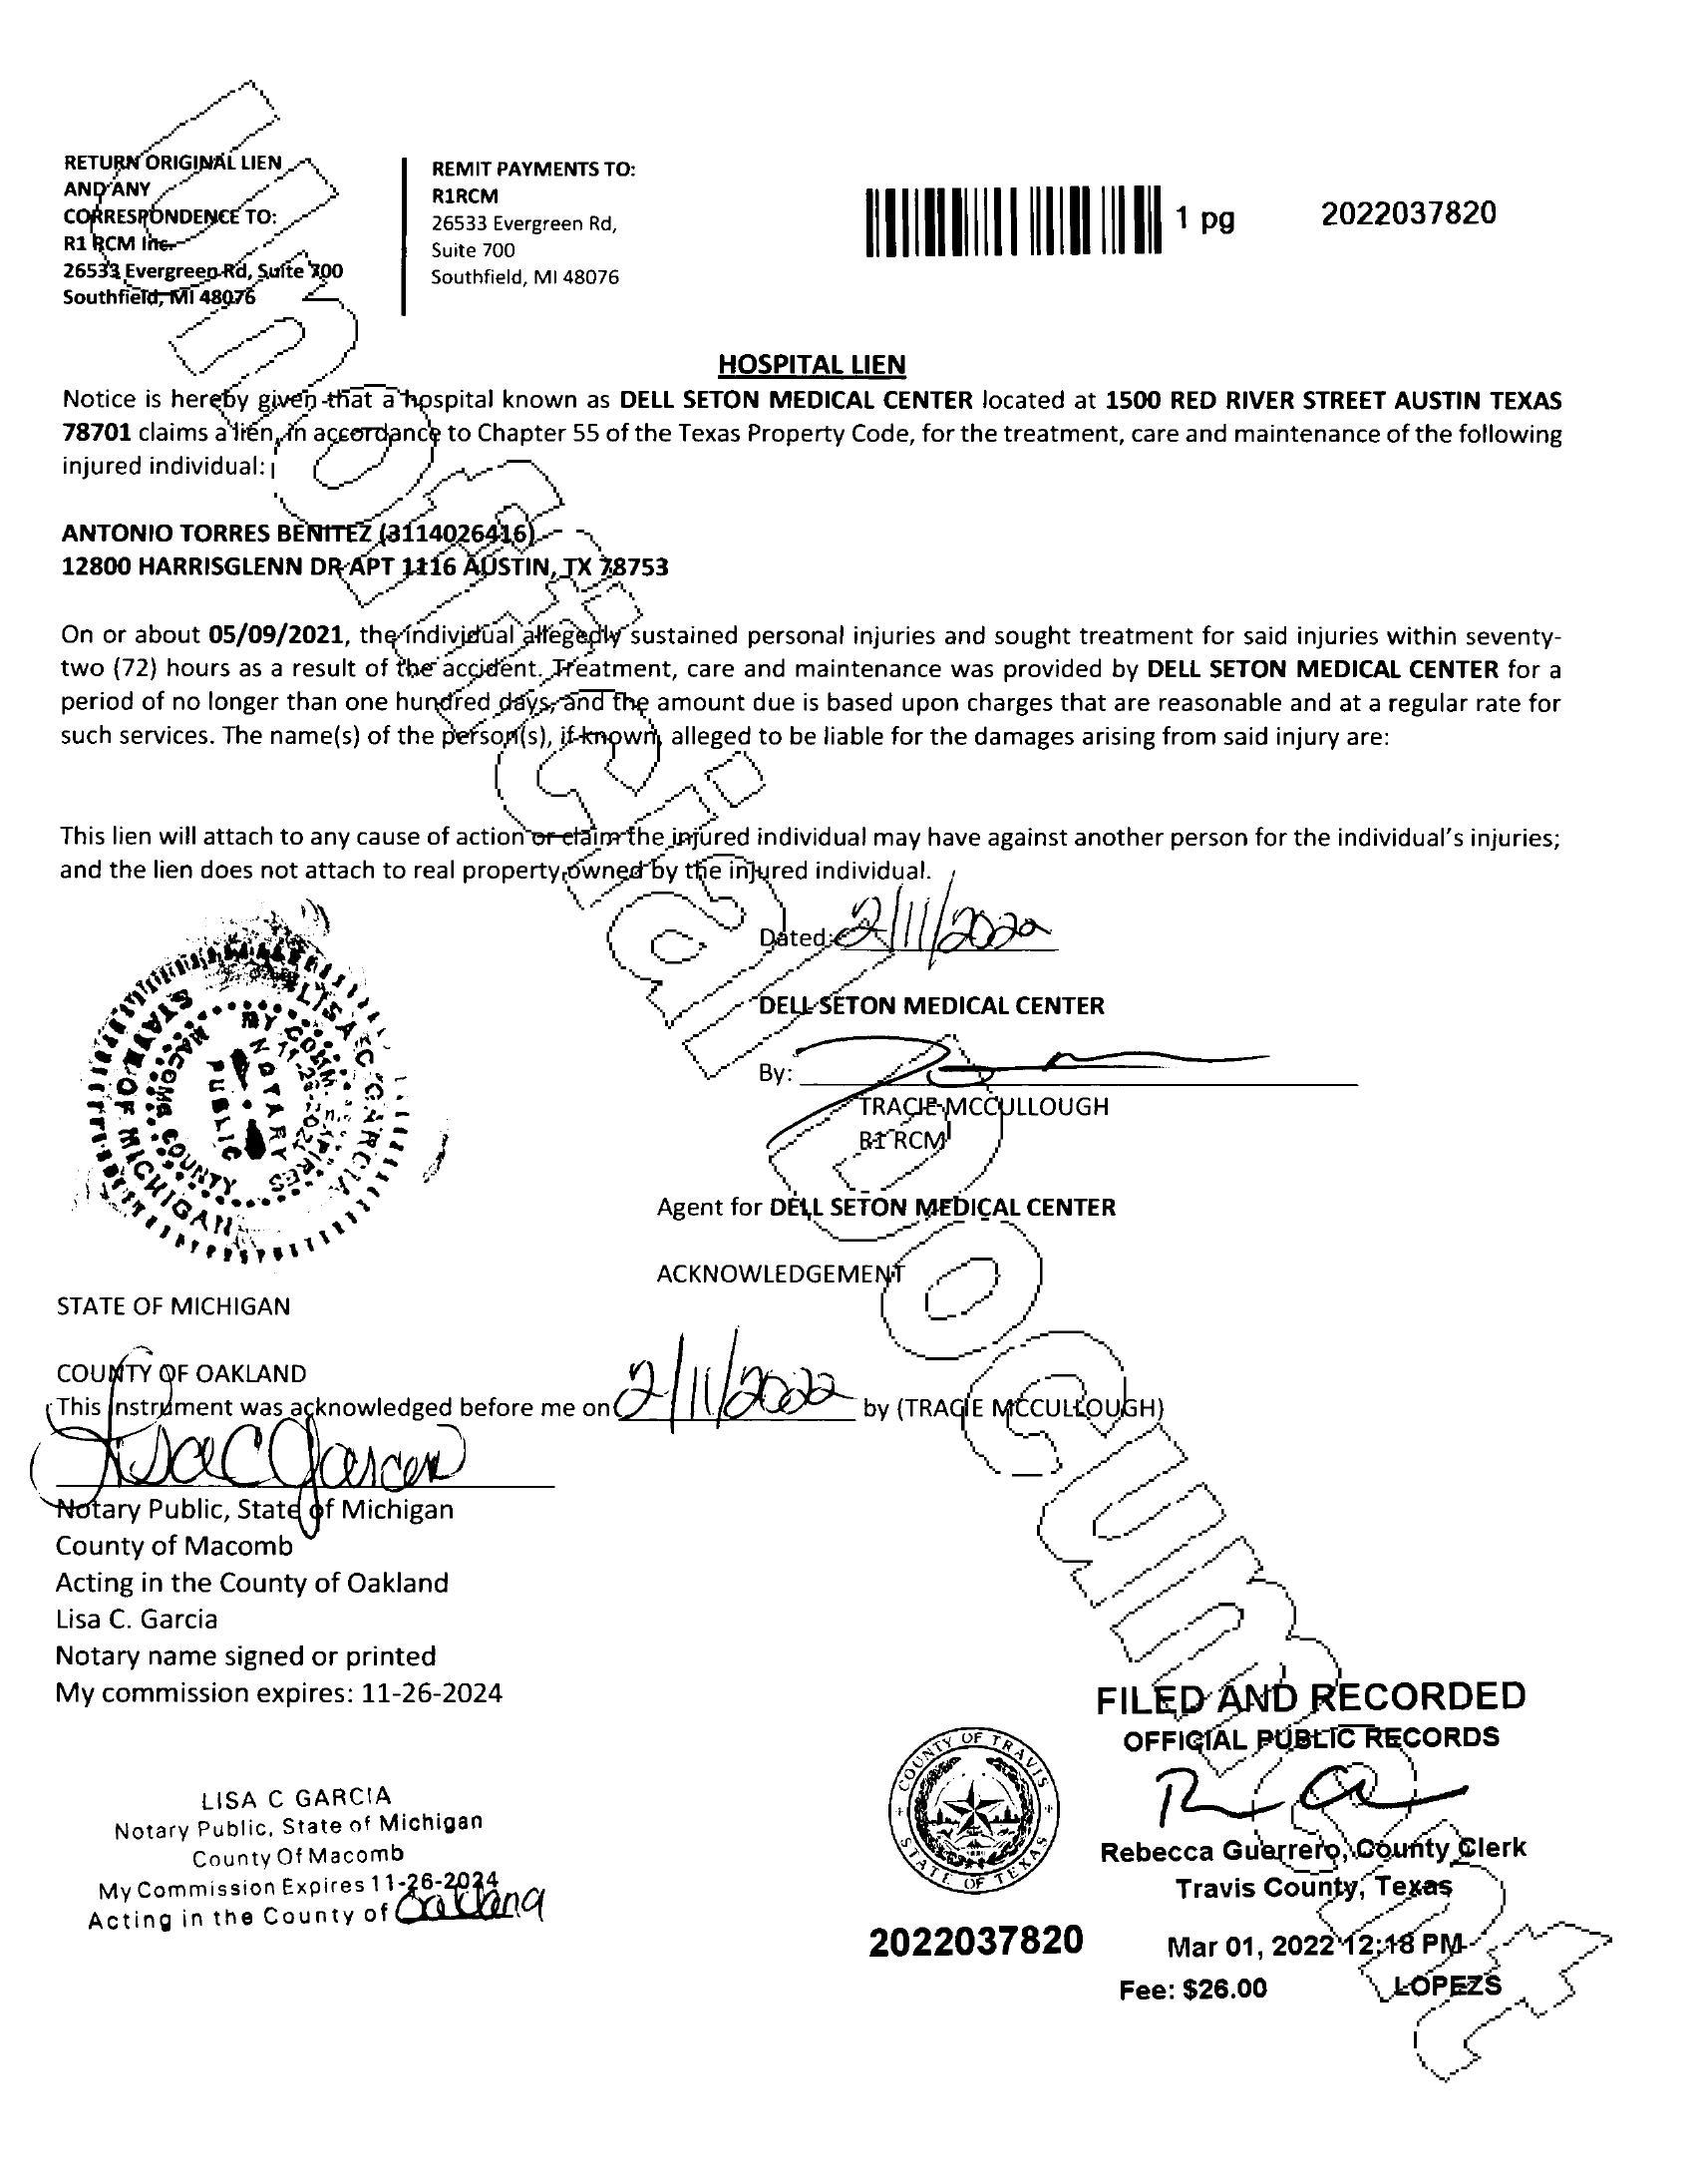 RETURN ORIGINAL LIEN
AND ANY
CORRESPONDENCE TO:
R1 RCM Inc.
26533 Evergreen Rd, Suite 700
Southfield, MI 48076
REMIT PAYMENTS TO:
R1RCM
26533 Evergreen Rd,
Suite 700
Southfield, MI 48076
1 pg 2022037820
HOSPITAL LIEN
Notice is hereby given that a hospital known as DELL SETON MEDICAL CENTER located at 1500 RED RIVER STREET AUSTIN TEXAS
78701 claims a lien, in accordance to Chapter 55 of the Texas Property Code, for the treatment, care and maintenance of the following
injured individual:
ANTONIO TORRES BENITEZ (3114026416)
12800 HARRISGLENN DR APT 1116 AUSTIN, TX 78753
On or about 05/09/2021, the individual allegedly sustained personal injuries and sought treatment for said injuries within seventy-
two (72) hours as a result of the accident. Treatment, care and maintenance was provided by DELL SETON MEDICAL CENTER for a
period of no longer than one hundred days, and the amount due is based upon charges that are reasonable and at a regular rate for
such services. The name(s) of the person(s), if known, alleged to be liable for the damages arising from said injury are:
This lien will attach to any cause of action or claim the injured individual may have against another person for the individual's injuries;
and the lien does not attach to real property owned by the injured individual.
Dated: 2/11/2022
DELL SETON MEDICAL CENTER
By:
TRACIE MCCULLOUGH
R1 RCM
Agent for DELL SETON MEDICAL CENTER
LISA C GARCIA
STATE OF MICHIGAN
MY COMM. EXPIRES
11-26-2024
MACOMB COUNTY
NOTARY
PUBLIC
ACKNOWLEDGEMENT
STATE OF MICHIGAN
COUNTY OF OAKLAND
This instrument was acknowledged before me on 2/11/2022 by (TRACIE MCCULLOUGH)
Lisa C Garcia
Notary Public, State of Michigan
County of Macomb
Acting in the County of Oakland
Lisa C. Garcia
Notary name signed or printed
My commission expires: 11-26-2024
LISA C GARCIA
Notary Public, State of Michigan
County Of Macomb
My Commission Expires 11-26-2024
Acting in the County of Oakland
FILED AND RECORDED
OFFICIAL PUBLIC RECORDS
Rebecca Guerrero, County Clerk
Travis County, Texas
COUNTY OF TRAVIS
STATE OF TEXAS
2022037820
Mar 01, 2022 12:18 PM
Fee: $26.00 LOPEZS
Unofficial Document